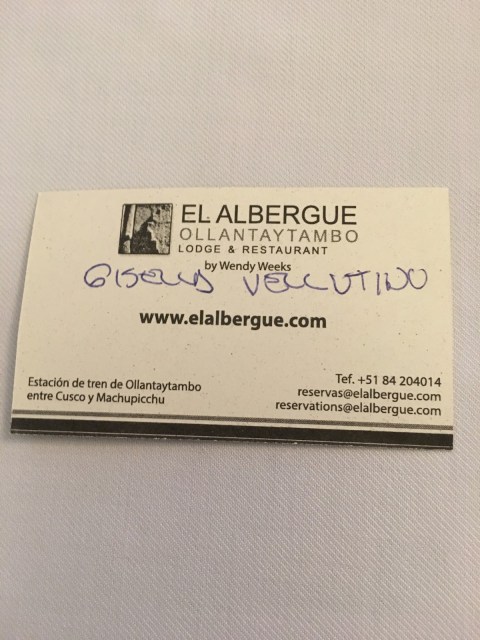 EL ALBERGUE
OLLANTAYTAMBO
LODGE & RESTAURANT
by Wendy Weeks
GISELLA VELLUTINO
www.elalbergue.com
Estación de tren de Ollantaytambo
entre Cusco y Machupicchu
Tef. +51 84 204014
reservas@elalbergue.com
reservations@elalbergue.com